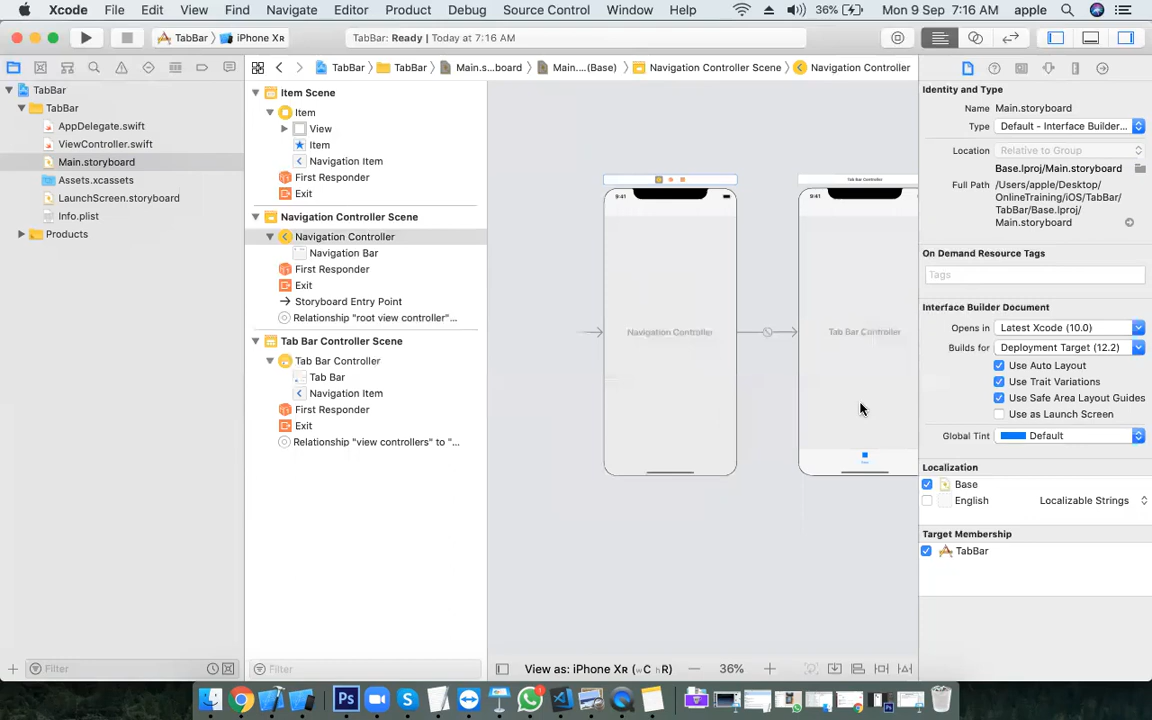 Xcode File Edit View Find Navigate Editor Product Debug Source Control Window Help 36% Mon 9 Sep 7:16 AM apple
TabBar iPhone XR TabBar: Ready | Today at 7:16 AM
TabBar TabBar Main.s...board Main....(Base) Navigation Controller Scene Navigation Controller
TabBar
TabBar
AppDelegate.swift
ViewController.swift
Main.storyboard
Assets.xcassets
LaunchScreen.storyboard
Info.plist
Products
Filter
Item Scene
Item
View
Item
Navigation Item
First Responder
Exit
Navigation Controller Scene
Navigation Controller
Navigation Bar
First Responder
Exit
Storyboard Entry Point
Relationship "root view controller"...
Tab Bar Controller Scene
Tab Bar Controller
Tab Bar
Navigation Item
First Responder
Exit
Relationship "view controllers" to "...
Filter
9:41
Navigation Controller
Tab Bar Controller
9:41
Tab Bar Controller
View as: iPhone XR (wC hR) 36%
Identity and Type
Name Main.storyboard
Type Default - Interface Builder...
Location Relative to Group
Base.lproj/Main.storyboard
Full Path /Users/apple/Desktop/
OnlineTraining/iOS/TabBar/
TabBar/Base.lproj/
Main.storyboard
On Demand Resource Tags
Tags
Interface Builder Document
Opens in Latest Xcode (10.0)
Builds for Deployment Target (12.2)
Use Auto Layout
Use Trait Variations
Use Safe Area Layout Guides
Use as Launch Screen
Global Tint Default
Localization
Base
English Localizable Strings
Target Membership
TabBar
Ps